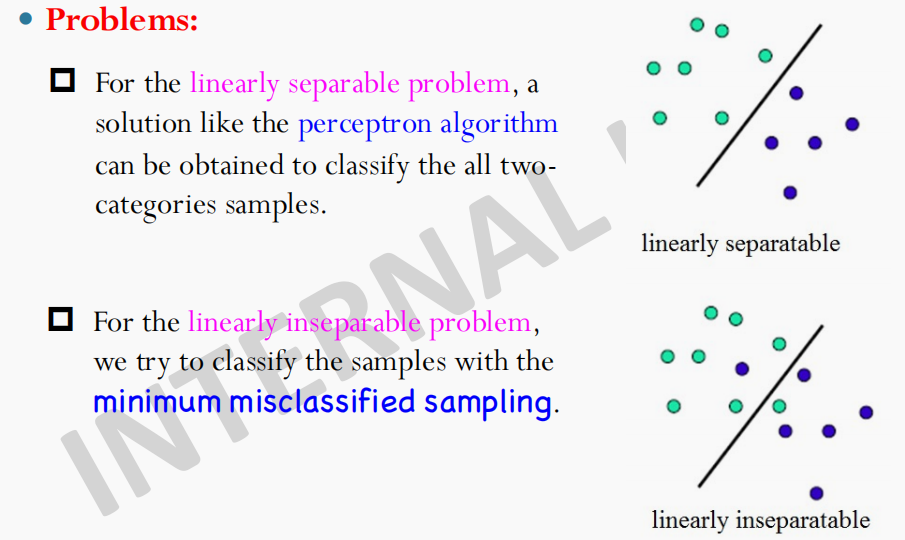 • Problems:
For the linearly separable problem, a
solution like the perceptron algorithm
can be obtained to classify the all two-
categories samples.
linearly separatable
For the linearly inseparable problem,
we try to classify the samples with the
minimum misclassified sampling.
linearly inseparatable
INTERNAL